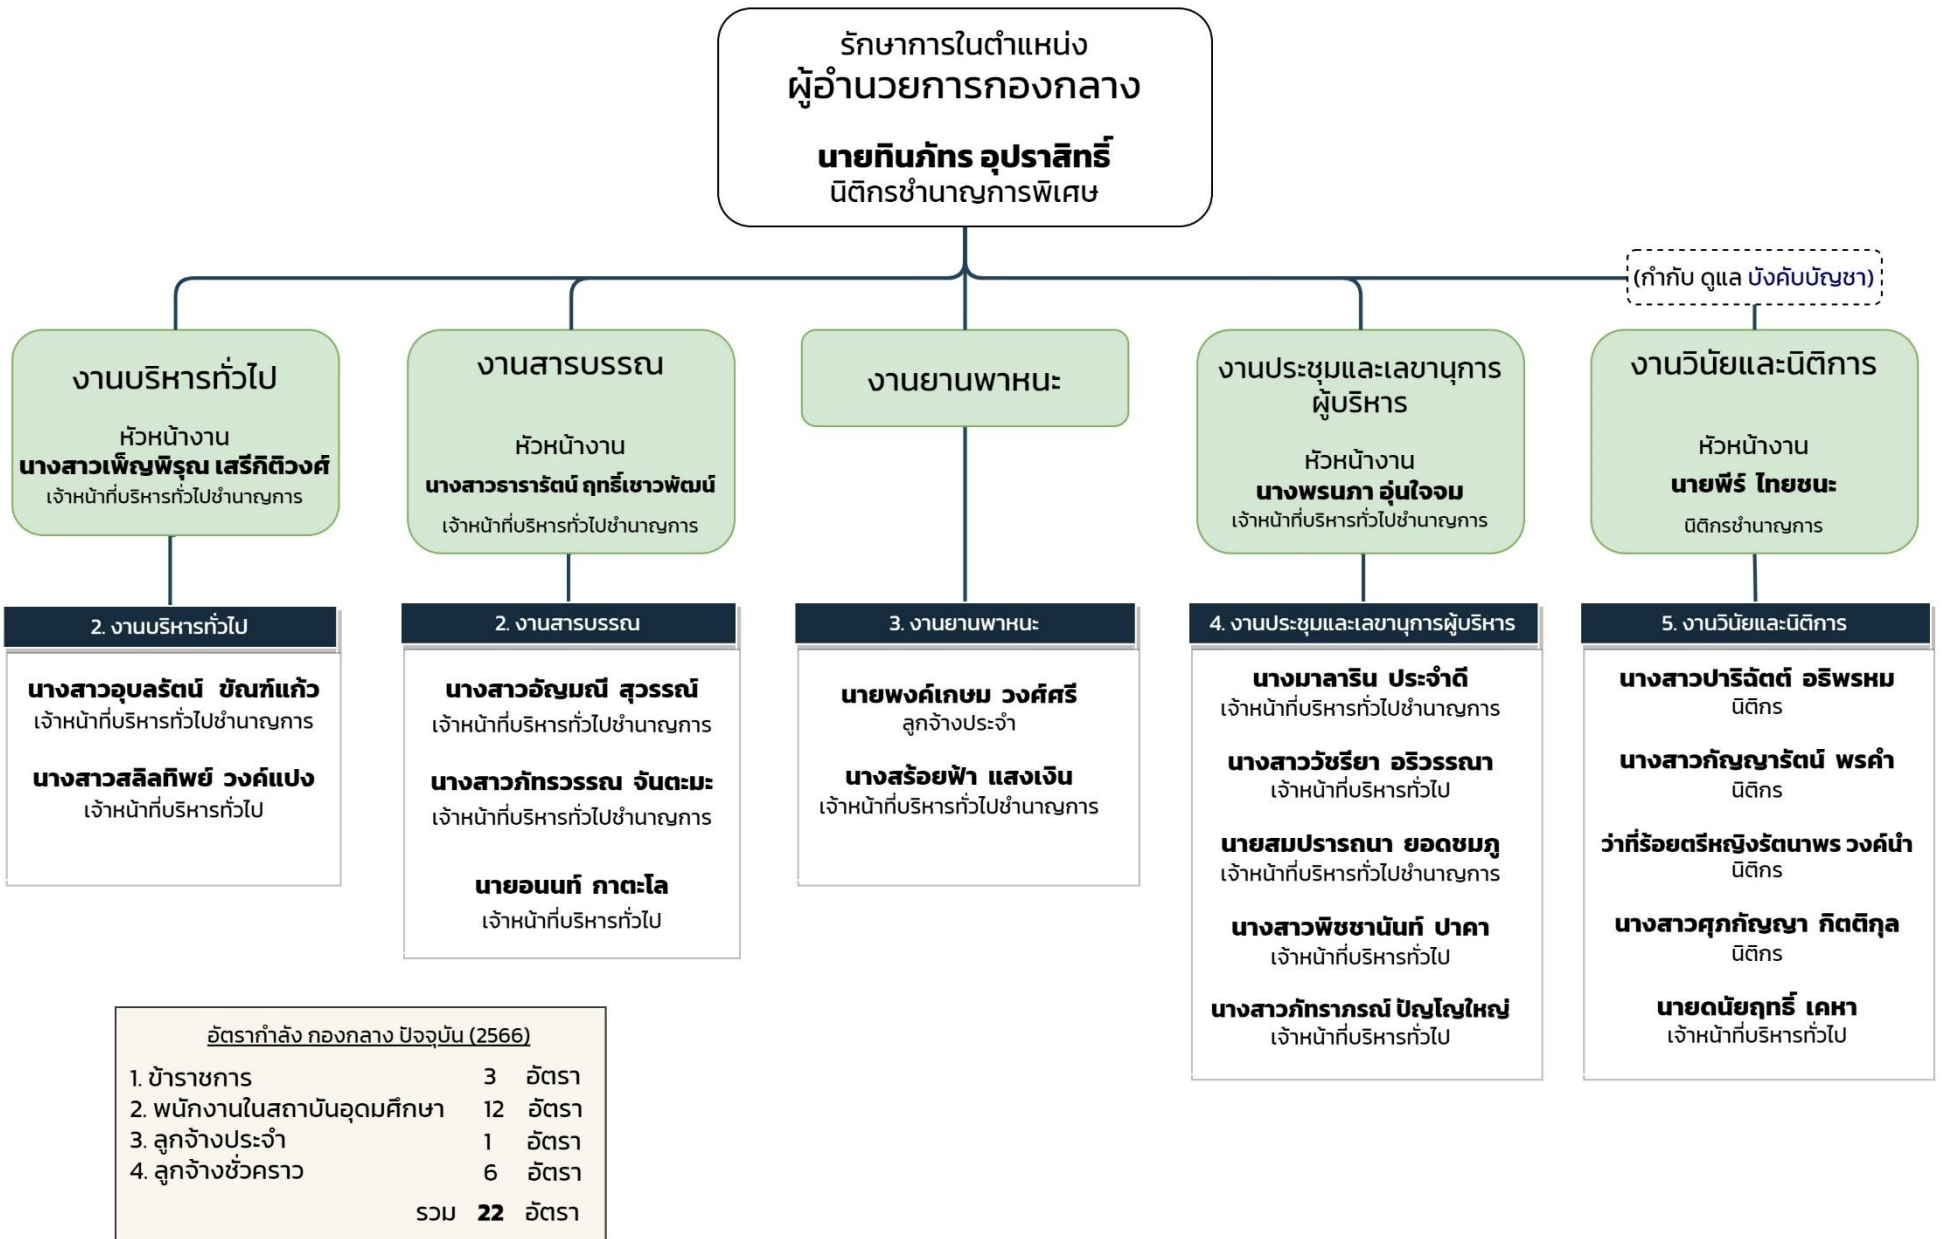 รักษาการในตำแหน่ง
ผู้อำนวยการกองกลาง
นายทินภัทร อุปราสิทธิ์
นิติกรชำนาญการพิเศษ
(กำกับ ดูแล บังคับบัญชา)
งานบริหารทั่วไป
หัวหน้างาน
นางสาวเพ็ญพิรุณ เสรีกิติวงศ์
เจ้าหน้าที่บริหารทั่วไปชำนาญการ
งานสารบรรณ
หัวหน้างาน
นางสาวธารารัตน์ ฤทธิ์เชาวพัฒน์
เจ้าหน้าที่บริหารทั่วไปชำนาญการ
งานยานพาหนะ
งานประชุมและเลขานุการ
ผู้บริหาร
หัวหน้างาน
นางพรนภา อุ่นใจจม
เจ้าหน้าที่บริหารทั่วไปชำนาญการ
งานวินัยและนิติการ
หัวหน้างาน
นายพีร์ ไทยชนะ
นิติกรชำนาญการ
2. งานบริหารทั่วไป
นางสาวอุบลรัตน์ ขัณฑ์แก้ว
เจ้าหน้าที่บริหารทั่วไปชำนาญการ
นางสาวสลิลทิพย์ วงค์แปง
เจ้าหน้าที่บริหารทั่วไป
2. งานสารบรรณ
นางสาวอัญมณี สุวรรณ์
เจ้าหน้าที่บริหารทั่วไปชำนาญการ
นางสาวภัทรวรรณ จันตะมะ
เจ้าหน้าที่บริหารทั่วไปชำนาญการ
นายอนนท์ กาตะโล
เจ้าหน้าที่บริหารทั่วไป
3. งานยานพาหนะ
นายพงค์เกษม วงศ์ศรี
ลูกจ้างประจำ
นางสร้อยฟ้า แสงเงิน
เจ้าหน้าที่บริหารทั่วไปชำนาญการ
4. งานประชุมและเลขานุการผู้บริหาร
นางมาลาริน ประจำดี
เจ้าหน้าที่บริหารทั่วไปชำนาญการ
นางสาววัชรียา อริวรรณา
เจ้าหน้าที่บริหารทั่วไป
นายสมปรารถนา ยอดชมภู
เจ้าหน้าที่บริหารทั่วไปชำนาญการ
นางสาวพิชชานันท์ ปาคา
เจ้าหน้าที่บริหารทั่วไป
นางสาวภัทราภรณ์ ปัญโญใหญ่
เจ้าหน้าที่บริหารทั่วไป
5. งานวินัยและนิติการ
นางสาวปาริฉัตต์ อธิพรหม
นิติกร
นางสาวกัญญารัตน์ พรคำ
นิติกร
ว่าที่ร้อยตรีหญิงรัตนาพร วงค์นำ
นิติกร
นางสาวศุภกัญญา กิตติกุล
นิติกร
นายดนัยฤทธิ์ เคหา
เจ้าหน้าที่บริหารทั่วไป
อัตรากำลัง กองกลาง ปัจจุบัน (2566)
1. ข้าราชการ 3 อัตรา
2. พนักงานในสถาบันอุดมศึกษา 12 อัตรา
3. ลูกจ้างประจำ 1 อัตรา
4. ลูกจ้างชั่วคราว 6 อัตรา
รวม 22 อัตรา